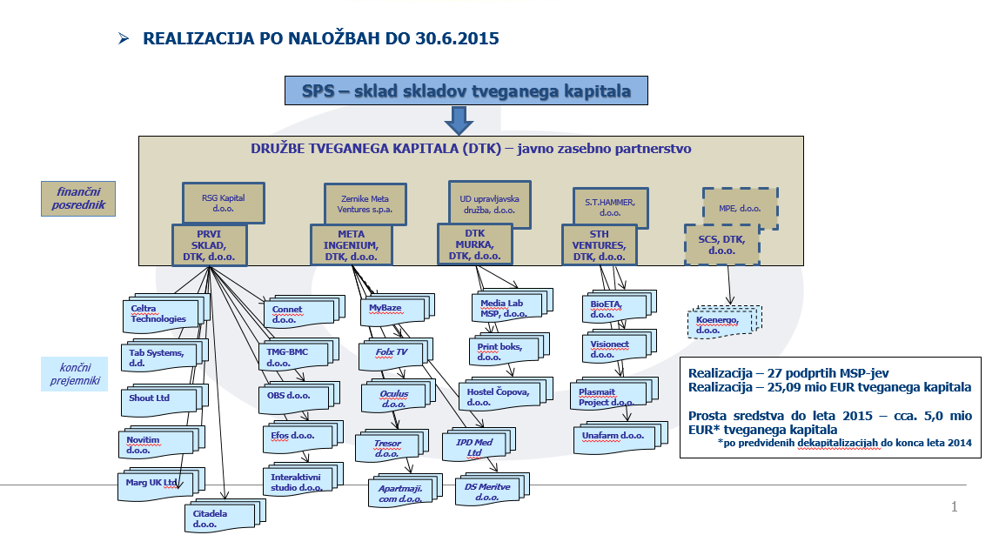 REALIZACIJA PO NALOŽBAH DO 30.6.2015
SPS – sklad skladov tveganega kapitala
DRUŽBE TVEGANEGA KAPITALA (DTK) – javno zasebno partnerstvo
finančni
posrednik
RSG Kapital
d.o.o.
PRVI
SKLAD,
DTK, d.o.o.
Zernike Meta
Ventures s.p.a.
META
INGENIUM,
DTK, d.o.o.
UD upravljavska
družba, d.o.o.
DTK
MURKA,
DTK, d.o.o.
S.T.HAMMER,
d.o.o.
STH
VENTURES,
DTK, d.o.o.
MPE, d.o.o.
SCS, DTK,
d.o.o.
končni
prejemniki
Celtra
Technologies
Tab Systems,
d.d.
Shout Ltd
Novitim
d.o.o.
Marg UK Ltd
Citadela
d.o.o.
Connet
d.o.o.
TMG-BMC
d.o.o.
OBS d.o.o.
Efos d.o.o.
Interaktivni
studio d.o.o.
MyBaze
Folx TV
Oculus
d.o.o.
Tresor
d.o.o.
Apartmaji.
com d.o.o.
Media Lab
MSP, d.o.o.
Print boks,
d.o.o.
Hostel Čopova,
d.o.o.
IPD Med
Ltd
DS Meritve
d.o.o.
BioETA,
d.o.o.
Visionect
d.o.o.
Plasmait
Project d.o.o.
Unafarm d.o.o.
Koenergo,
d.o.o.
Realizacija – 27 podprtih MSP-jev
Realizacija – 25,09 mio EUR tveganega kapitala
Prosta sredstva do leta 2015 – cca. 5,0 mio
EUR* tveganega kapitala
*po predvidenih dekapitalizacijah do konca leta 2014
1